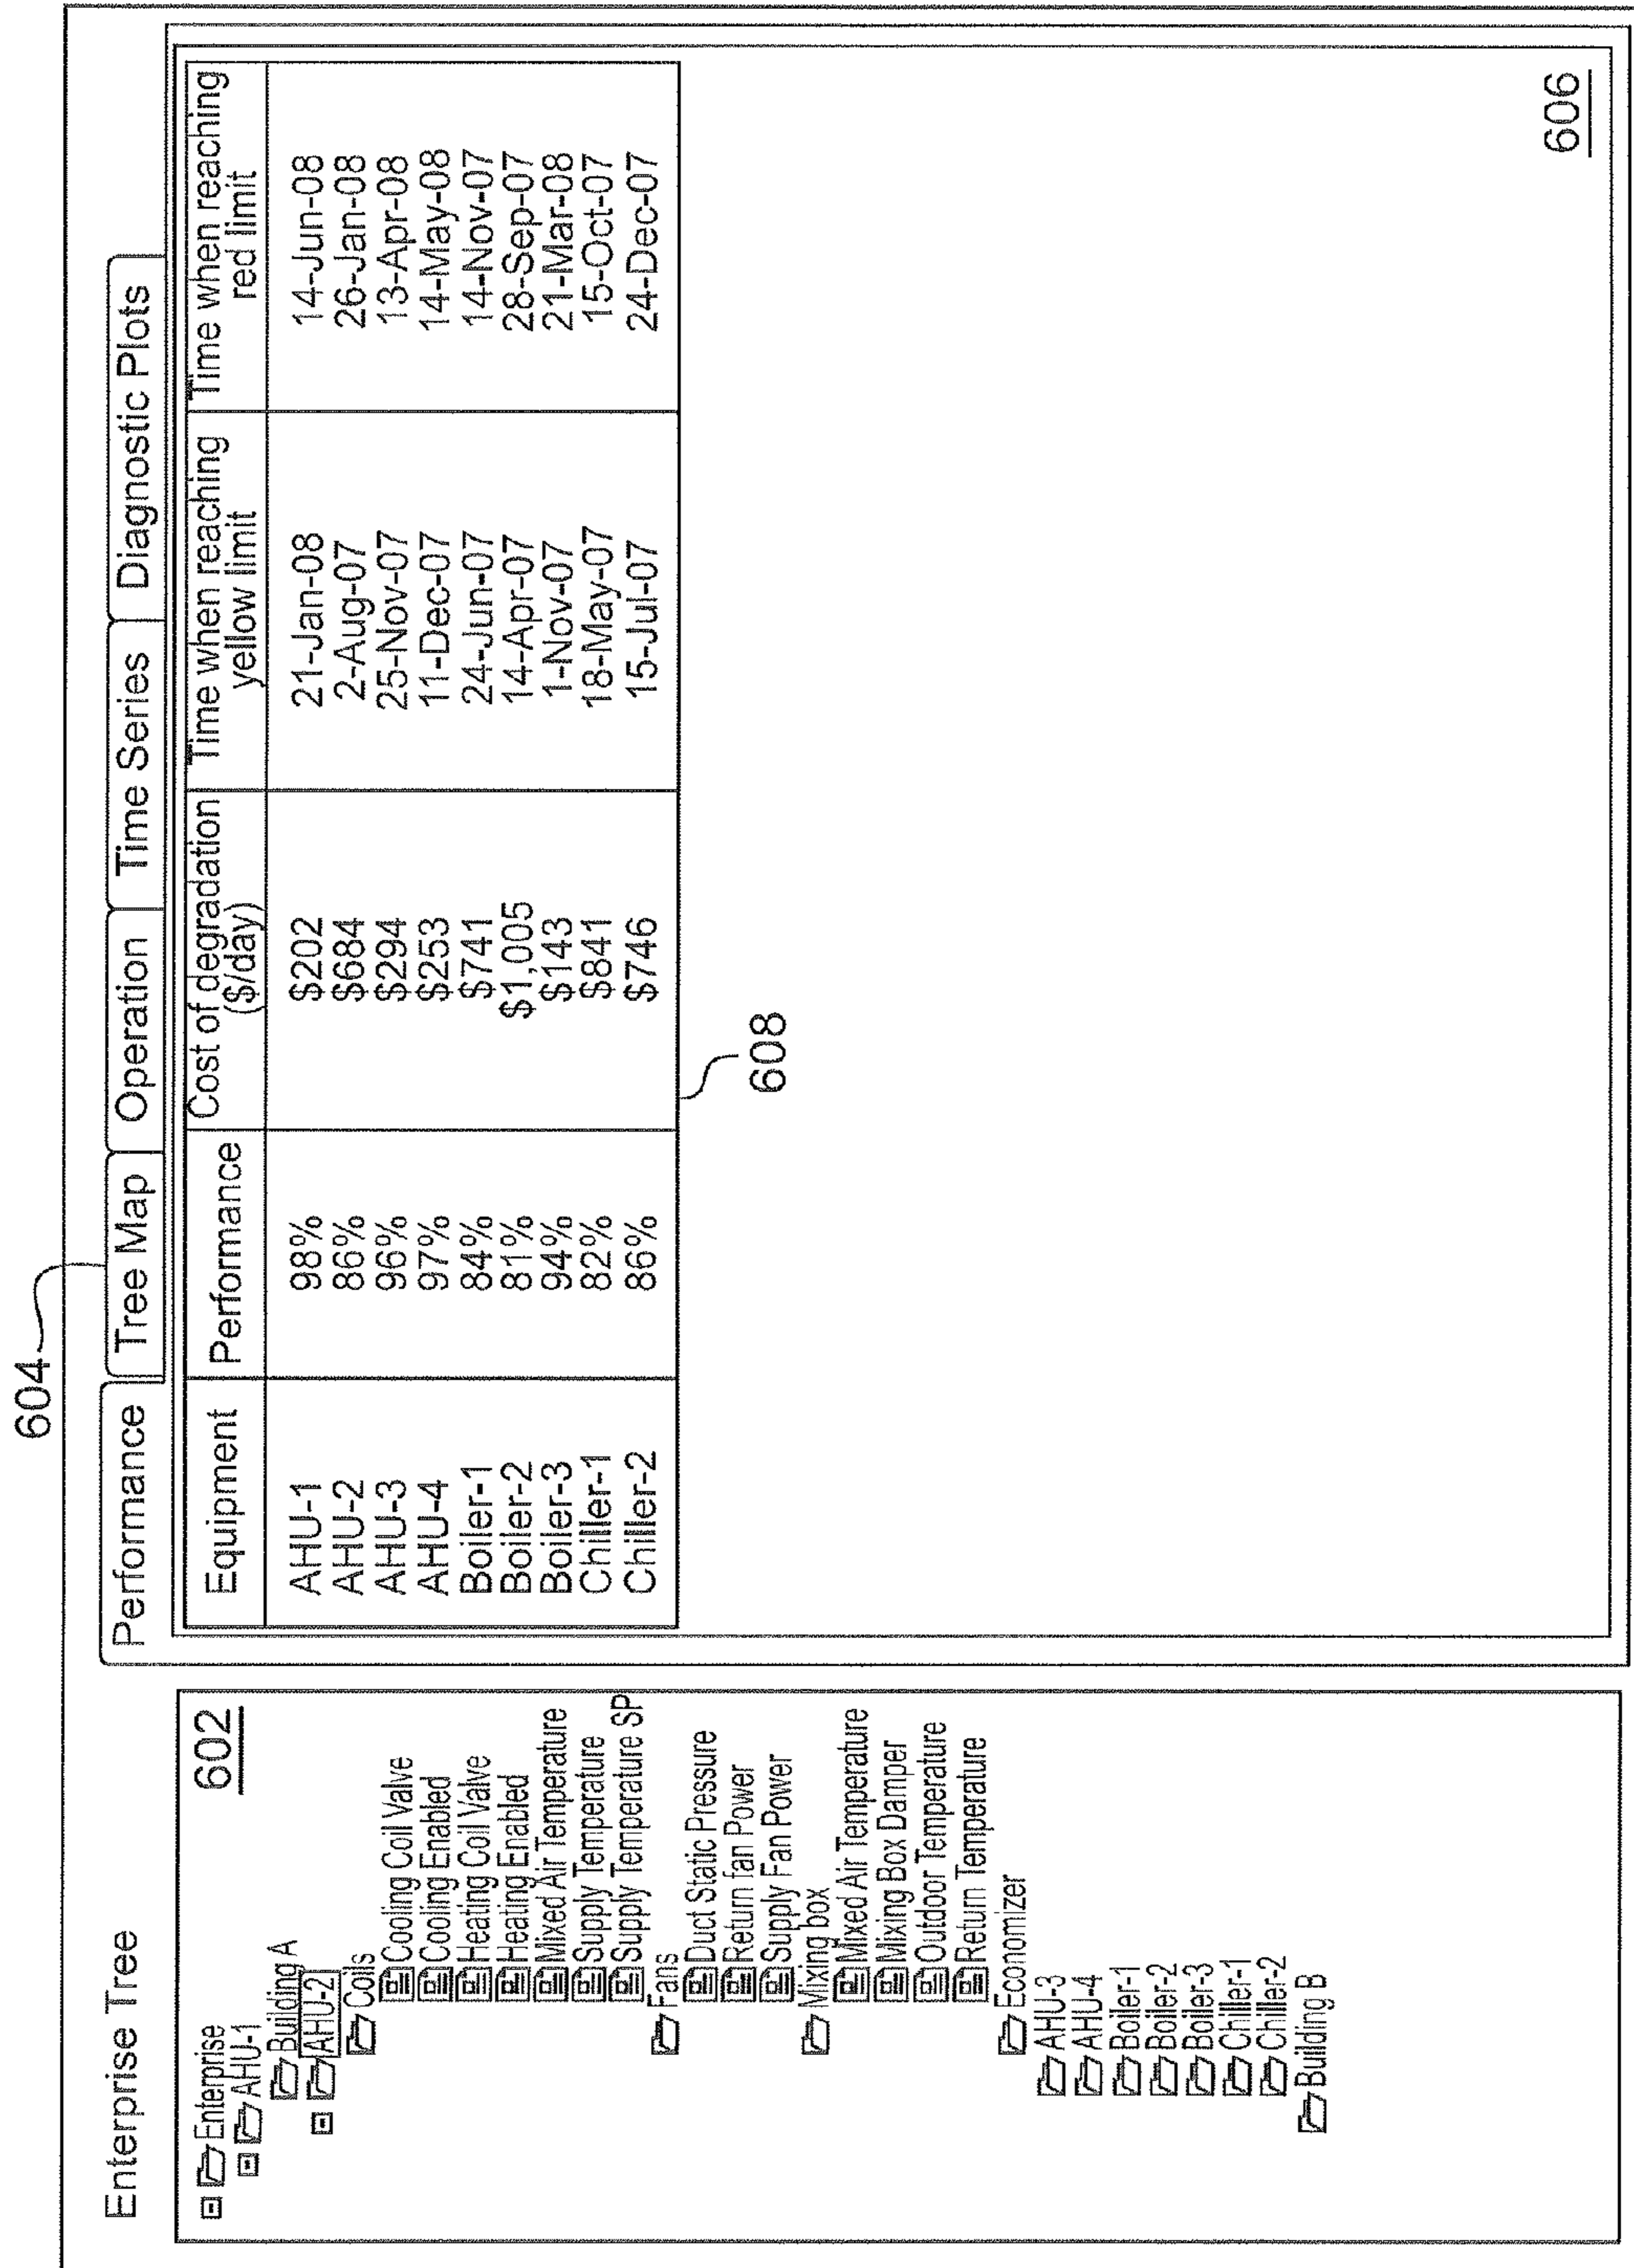 604
Enterprise Tree
602
Enterprise
AHU-1
Building A
AHU-2
Coils
Cooling Coil Valve
Cooling Enabled
Heating Coil Valve
Heating Enabled
Mixed Air Temperature
Supply Temperature
Supply Temperature SP
Fans
Duct Static Pressure
Return fan Power
Supply Fan Power
Mixing box
Mixed Air Temperature
Mixing Box Damper
Outdoor Temperature
Return Temperature
Economizer
AHU-3
AHU-4
Boiler-1
Boiler-2
Boiler-3
Chiller-1
Chiller-2
Building B
Performance Tree Map Operation Time Series Diagnostic Plots
Equipment Performance Cost of degradation ($/day) Time when reaching yellow limit Time when reaching red limit
AHU-1 98% $202 21-Jan-08 14-Jun-08
AHU-2 86% $684 2-Aug-07 26-Jan-08
AHU-3 96% $294 25-Nov-07 13-Apr-08
AHU-4 97% $253 11-Dec-07 14-May-08
Boiler-1 84% $741 24-Jun-07 14-Nov-07
Boiler-2 81% $1,005 14-Apr-07 28-Sep-07
Boiler-3 94% $143 1-Nov-07 21-Mar-08
Chiller-1 82% $841 18-May-07 15-Oct-07
Chiller-2 86% $746 15-Jul-07 24-Dec-07
608
606